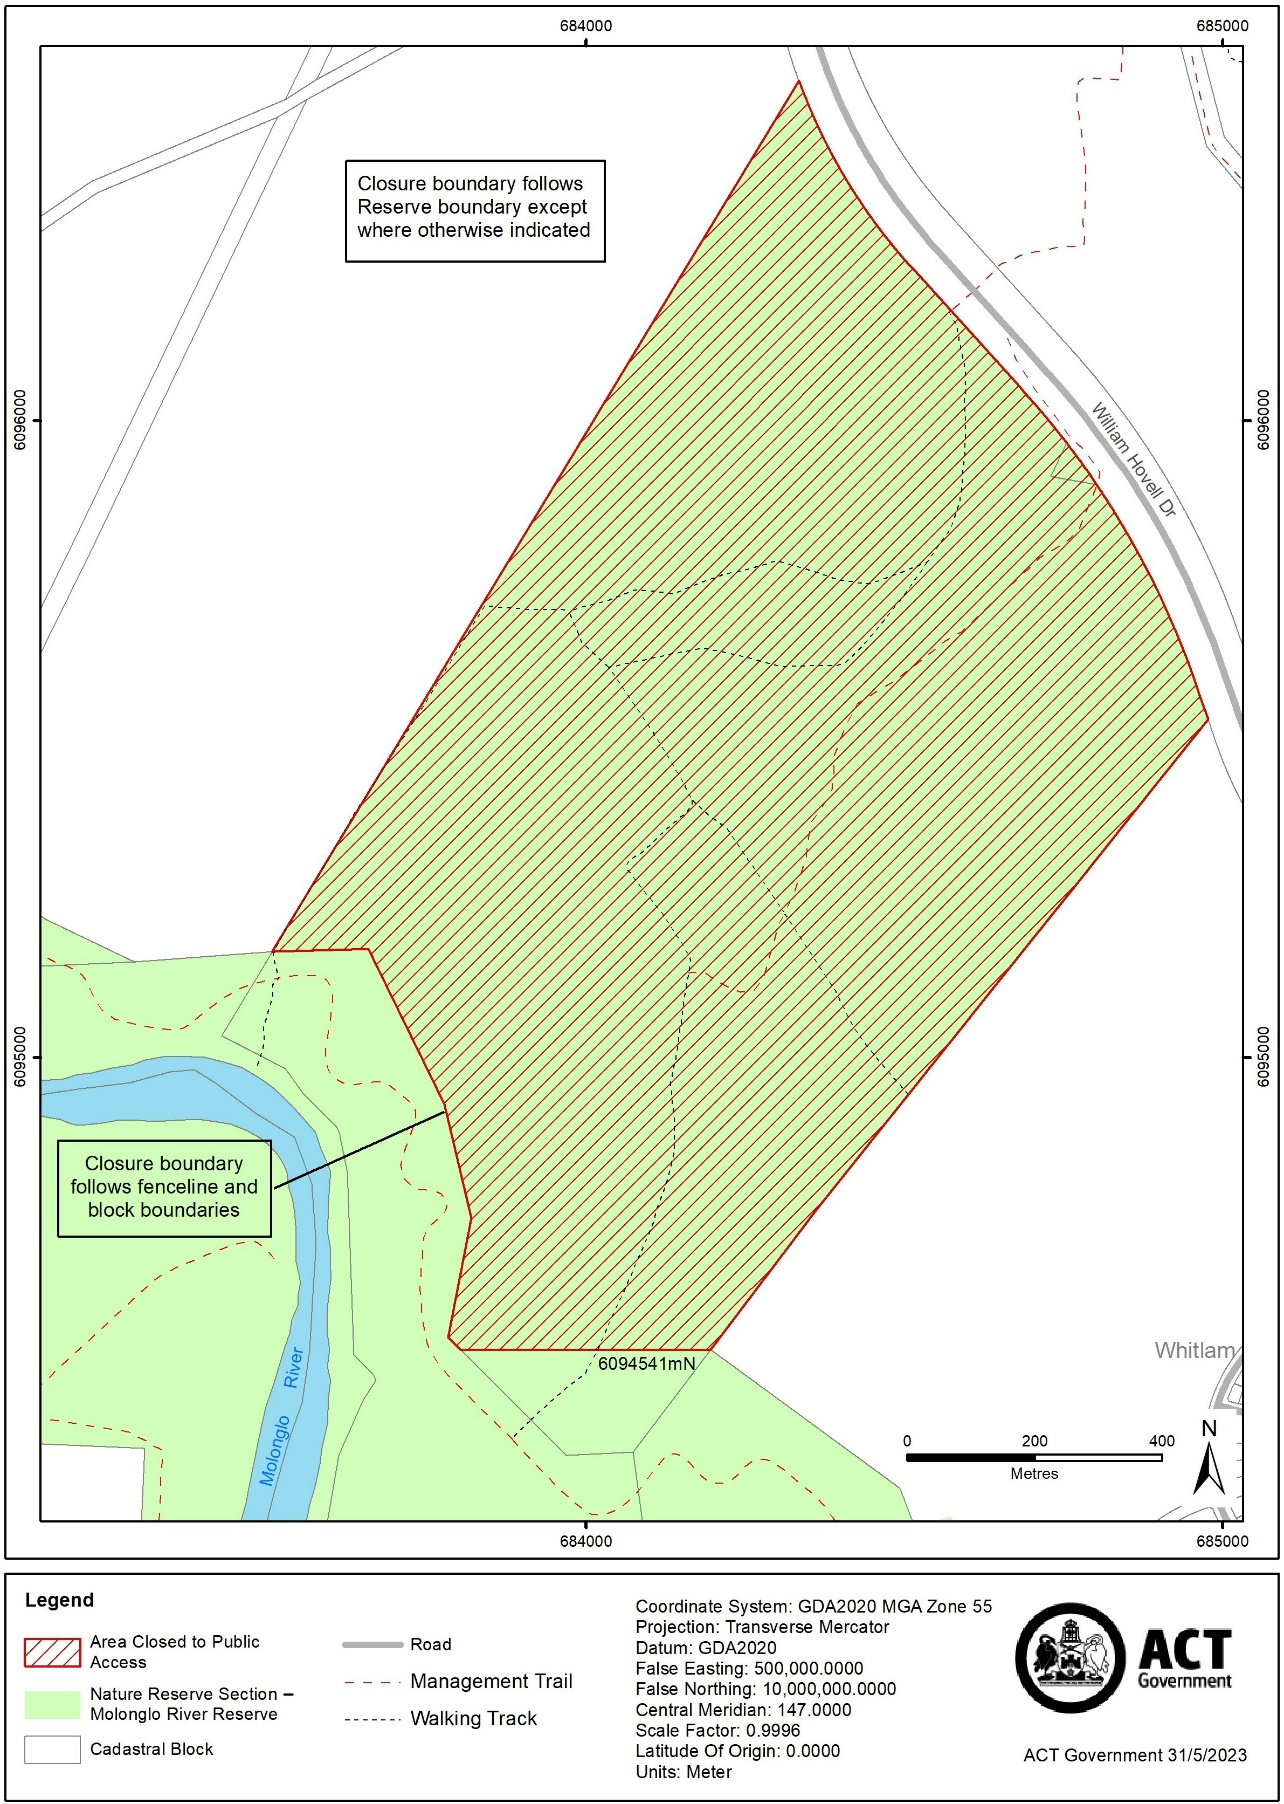 684000
685000
Closure boundary follows
Reserve boundary except
where otherwise indicated
6096000
6096000
William Hovell Dr
6095000
6095000
Closure boundary
follows fenceline and
block boundaries
Molonglo River
6094541mN
Whitlam
N
0 200 400
Metres
684000
685000
Legend
Area Closed to Public
Access
Nature Reserve Section –
Molonglo River Reserve
Cadastral Block
Road
Management Trail
Walking Track
Coordinate System: GDA2020 MGA Zone 55
Projection: Transverse Mercator
Datum: GDA2020
False Easting: 500,000.0000
False Northing: 10,000,000.0000
Central Meridian: 147.0000
Scale Factor: 0.9996
Latitude Of Origin: 0.0000
Units: Meter
ACT
Government
ACT Government 31/5/2023